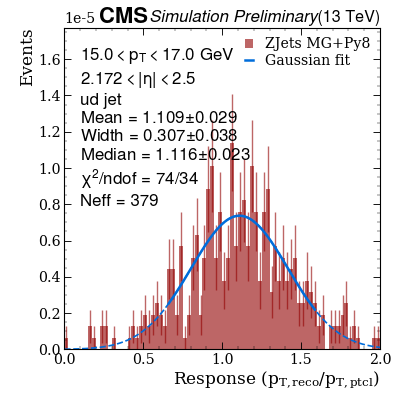 1e-5 CMS Simulation Preliminary (13 TeV)
Events
15.0 < pT < 17.0 GeV
2.172 < |η| < 2.5
ud jet
Mean = 1.109±0.029
Width = 0.307±0.038
Median = 1.116±0.023
χ²/ndof = 74/34
Neff = 379
ZJets MG+Py8
Gaussian fit
1.6
1.4
1.2
1.0
0.8
0.6
0.4
0.2
0.0
0.0 0.5 1.0 1.5 2.0
Response (pT,reco/pT,ptcl)